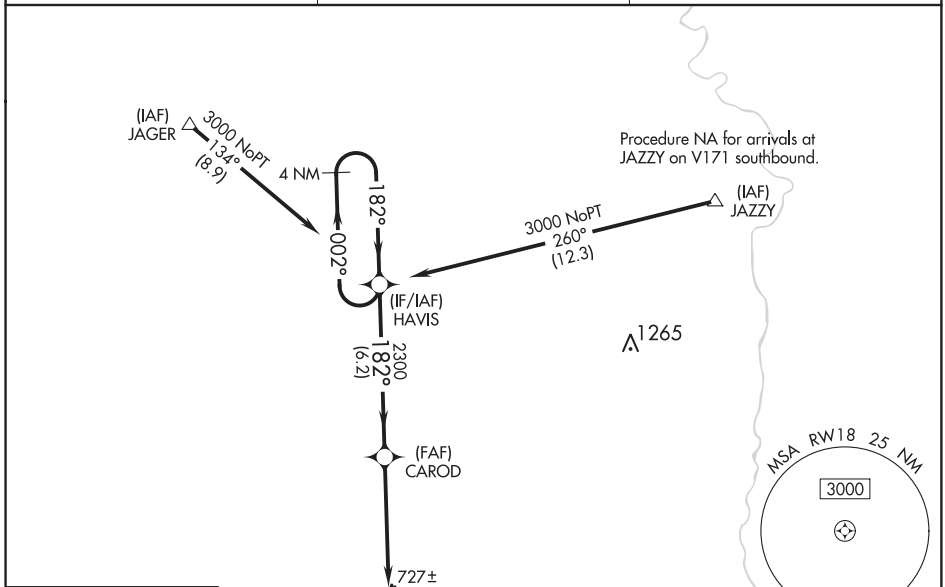 (IAF)
JAGER
3000 NoPT
134°
(8.9)
4 NM
182°
002°
Procedure NA for arrivals at
JAZZY on V171 southbound.
(IAF)
JAZZY
3000 NoPT
260°
(12.3)
(IF/IAF)
HAVIS
1265
2300
182°
(6.2)
(FAF)
CAROD
MSA RW18 25 NM
3000
727±